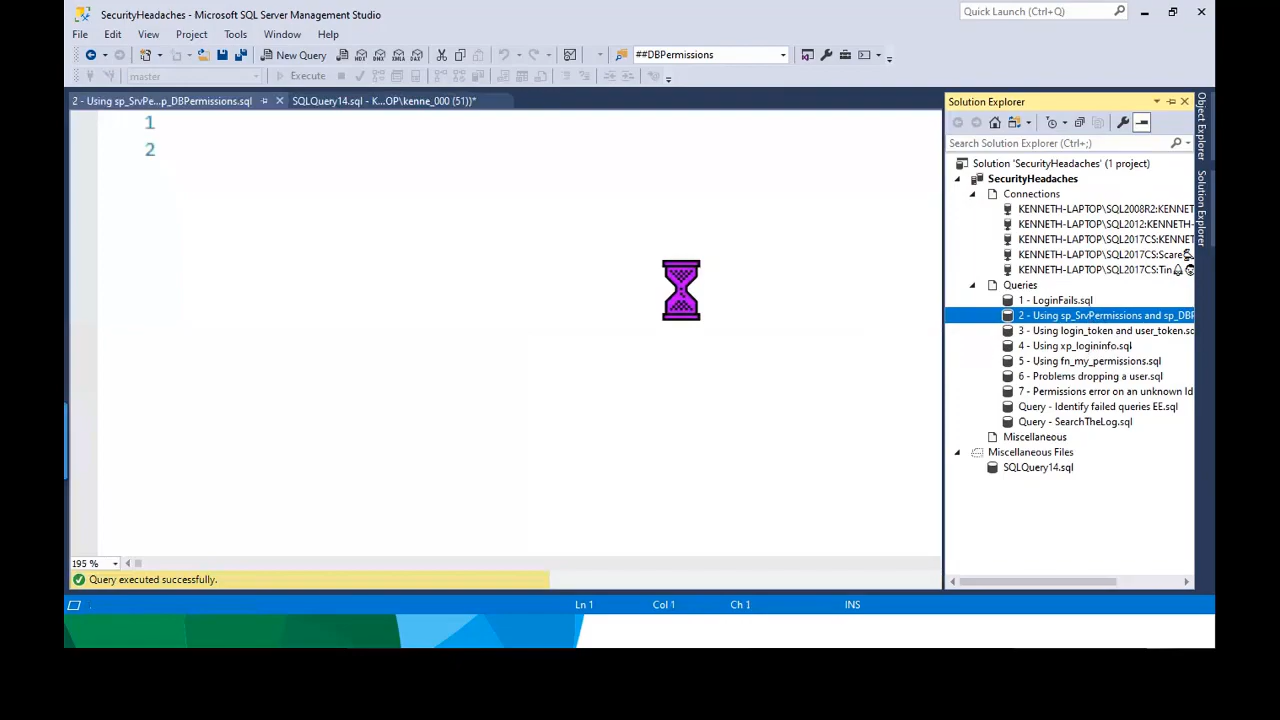 SecurityHeadaches - Microsoft SQL Server Management Studio
Quick Launch (Ctrl+Q)
File Edit View Project Tools Window Help
New Query
##DBPermissions
master
Execute
2 - Using sp_SrvPe...p_DBPermissions.sql
SQLQuery14.sql - K...OP\kenne_000 (51))*
1
2
195 %
Query executed successfully.
Ln 1 Col 1 Ch 1 INS
Solution Explorer
Search Solution Explorer (Ctrl+;)
Solution 'SecurityHeadaches' (1 project)
SecurityHeadaches
Connections
KENNETH-LAPTOP\SQL2008R2:KENNET
KENNETH-LAPTOP\SQL2012:KENNETH-
KENNETH-LAPTOP\SQL2017CS:KENNET
KENNETH-LAPTOP\SQL2017CS:Scare
KENNETH-LAPTOP\SQL2017CS:Tin
Queries
1 - LoginFails.sql
2 - Using sp_SrvPermissions and sp_DBP
3 - Using login_token and user_token.sq
4 - Using xp_logininfo.sql
5 - Using fn_my_permissions.sql
6 - Problems dropping a user.sql
7 - Permissions error on an unknown Id
Query - Identify failed queries EE.sql
Query - SearchTheLog.sql
Miscellaneous
Miscellaneous Files
SQLQuery14.sql
Object Explorer
Solution Explorer